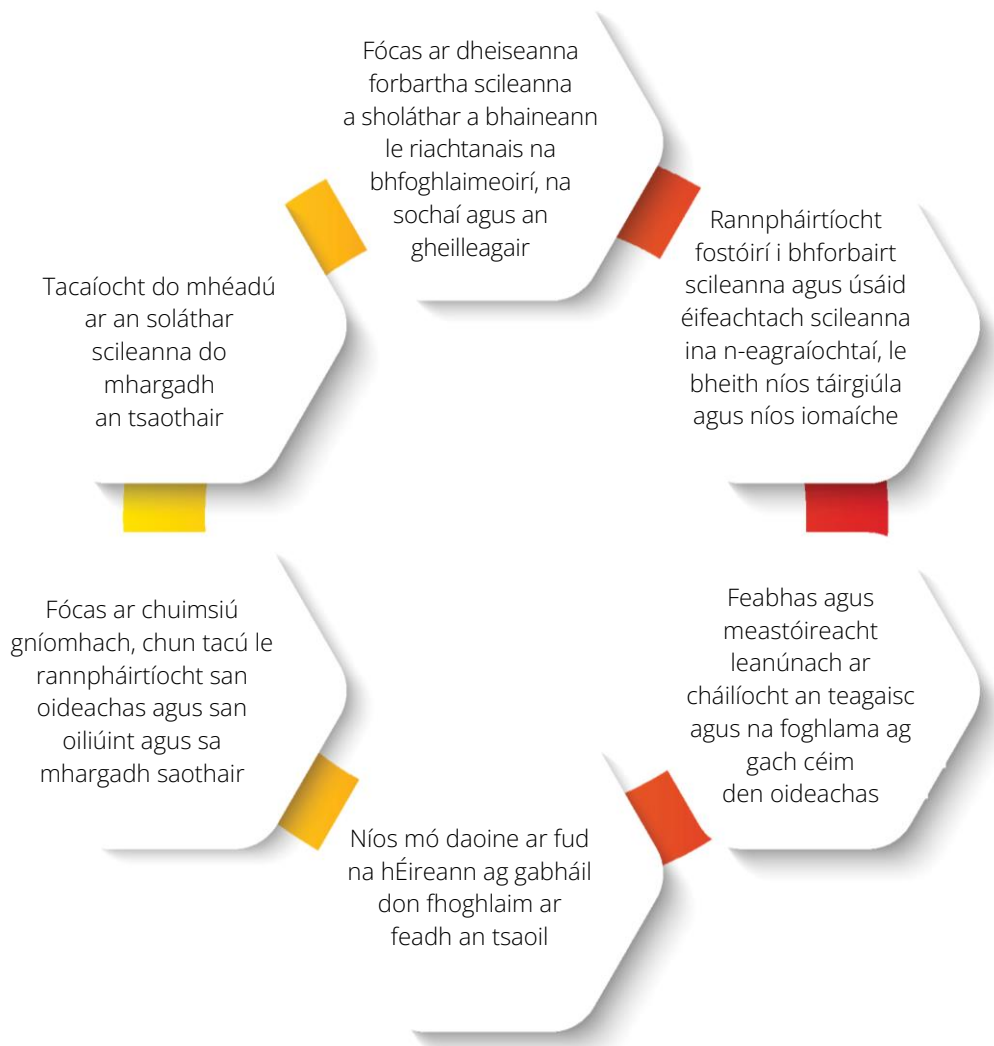 Fócas ar dheiseanna
forbartha scileanna
a sholáthar a bhaineann
le riachtanais na
bhfoghlaimeoirí, na
sochaí agus an
gheilleagair
Rannpháirtíocht
fostóirí i bhforbairt
scileanna agus úsáid
éifeachtach scileanna
ina n-eagraíochtaí, le
bheith níos táirgiúla
agus níos iomaíche
Feabhas agus
meastóireacht
leanúnach ar
cháilíocht an teagaisc
agus na foghlama ag
gach céim
den oideachas
Níos mó daoine ar fud
na hÉireann ag gabháil
don fhoghlaim ar
feadh an tsaoil
Fócas ar chuimsiú
gníomhach, chun tacú le
rannpháirtíocht san
oideachas agus san
oiliúint agus sa
mhargadh saothair
Tacaíocht do mhéadú
ar an soláthar
scileanna do
mhargadh
an tsaothair